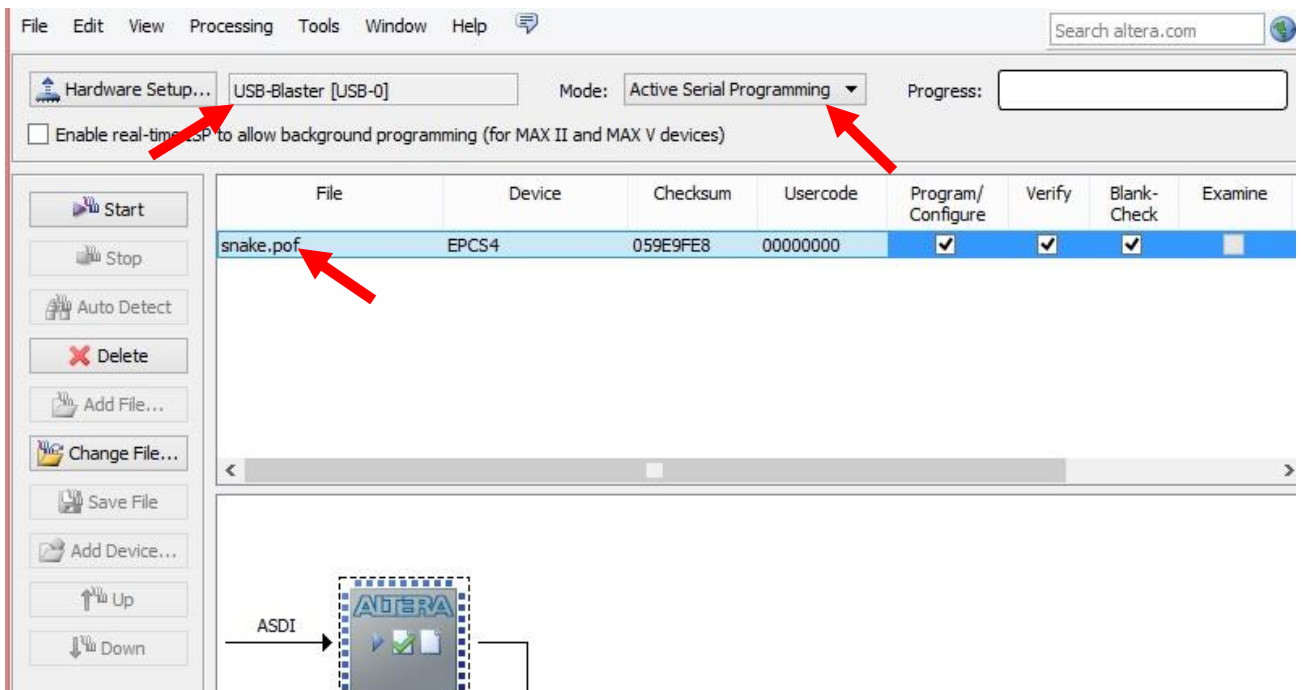 File Edit View Processing Tools Window Help
Search altera.com
Hardware Setup... USB-Blaster [USB-0] Mode: Active Serial Programming Progress:
Enable real-time ISP to allow background programming (for MAX II and MAX V devices)
Start
Stop
Auto Detect
Delete
Add File...
Change File...
Save File
Add Device...
Up
Down
File Device Checksum Usercode Program/ Verify Blank- Examine
Configure Check
snake.pof EPCS4 059E9FE8 00000000
ASDI
ALTERA